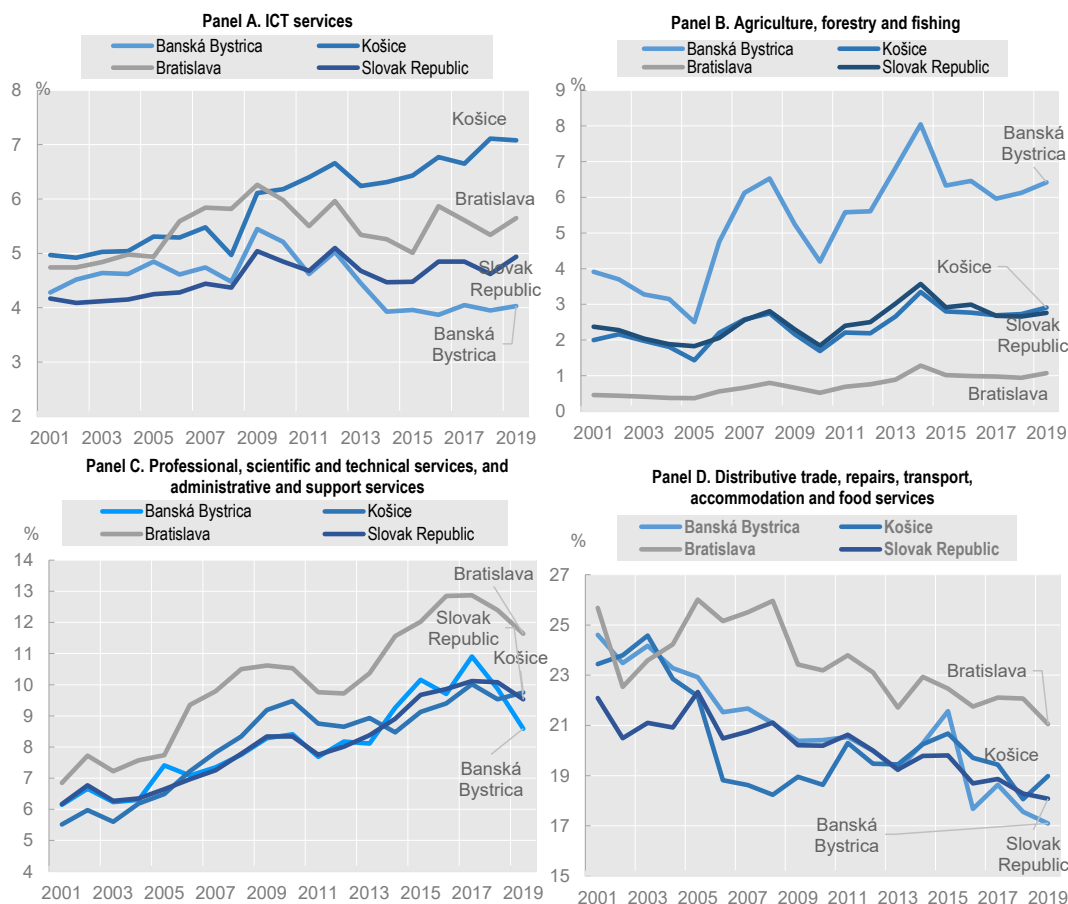 Panel A. ICT services
Banská Bystrica
Košice
Bratislava
Slovak Republic
%
8
7
6
5
4
3
2
Košice
Bratislava
Slovak
Republic
Banská
Bystrica
2001 2003 2005 2007 2009 2011 2013 2015 2017 2019
Panel B. Agriculture, forestry and fishing
Banská Bystrica
Košice
Bratislava
Slovak Republic
%
9
8
7
6
5
4
3
2
1
0
Banská
Bystrica
Košice
Slovak
Republic
Bratislava
2001 2003 2005 2007 2009 2011 2013 2015 2017 2019
Panel C. Professional, scientific and technical services, and
administrative and support services
Banská Bystrica
Košice
Bratislava
Slovak Republic
%
14
13
12
11
10
9
8
7
6
5
4
Bratislava
Slovak
Republic
Košice
Banská
Bystrica
2001 2003 2005 2007 2009 2011 2013 2015 2017 2019
Panel D. Distributive trade, repairs, transport,
accommodation and food services
Banská Bystrica
Košice
Bratislava
Slovak Republic
%
27
25
23
21
19
17
15
Bratislava
Košice
Banská
Bystrica
Slovak
Republic
2001 2003 2005 2007 2009 2011 2013 2015 2017 2019